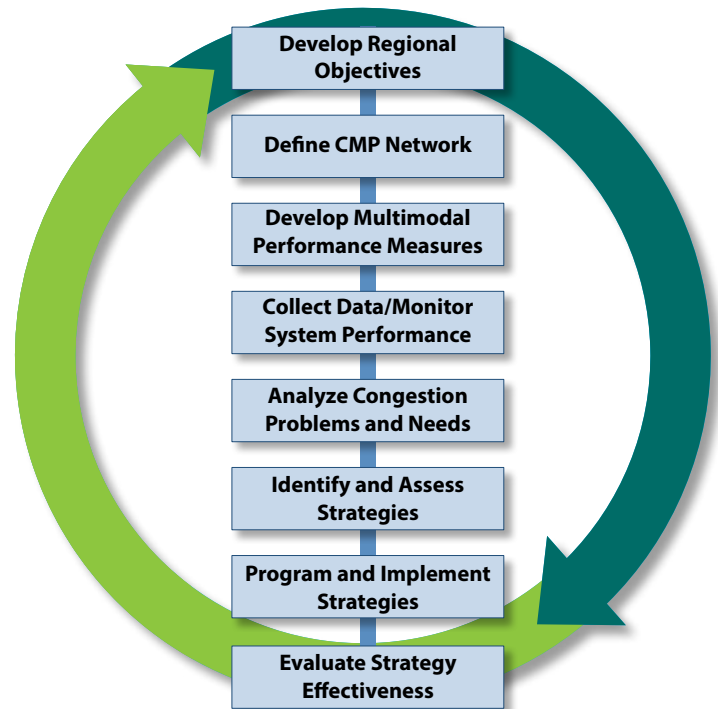 Develop Regional
Objectives
Define CMP Network
Develop Multimodal
Performance Measures
Collect Data/Monitor
System Performance
Analyze Congestion
Problems and Needs
Identify and Assess
Strategies
Program and Implement
Strategies
Evaluate Strategy
Effectiveness